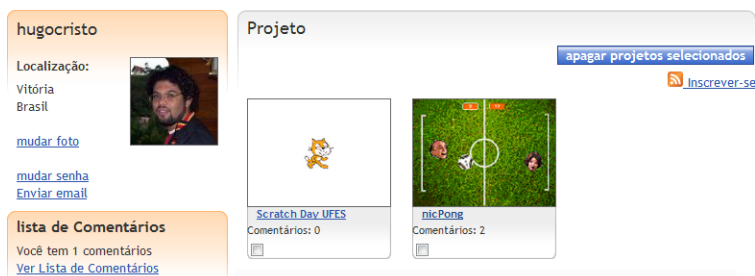 hugocristo
Localização:
Vitória
Brasil
mudar foto
mudar senha
Enviar email
lista de Comentários
Você tem 1 comentários
Ver Lista de Comentários
Projeto
apagar projetos selecionados
Inscrever-se
Scratch Day UFES
Comentários: 0
nicPong
Comentários: 2